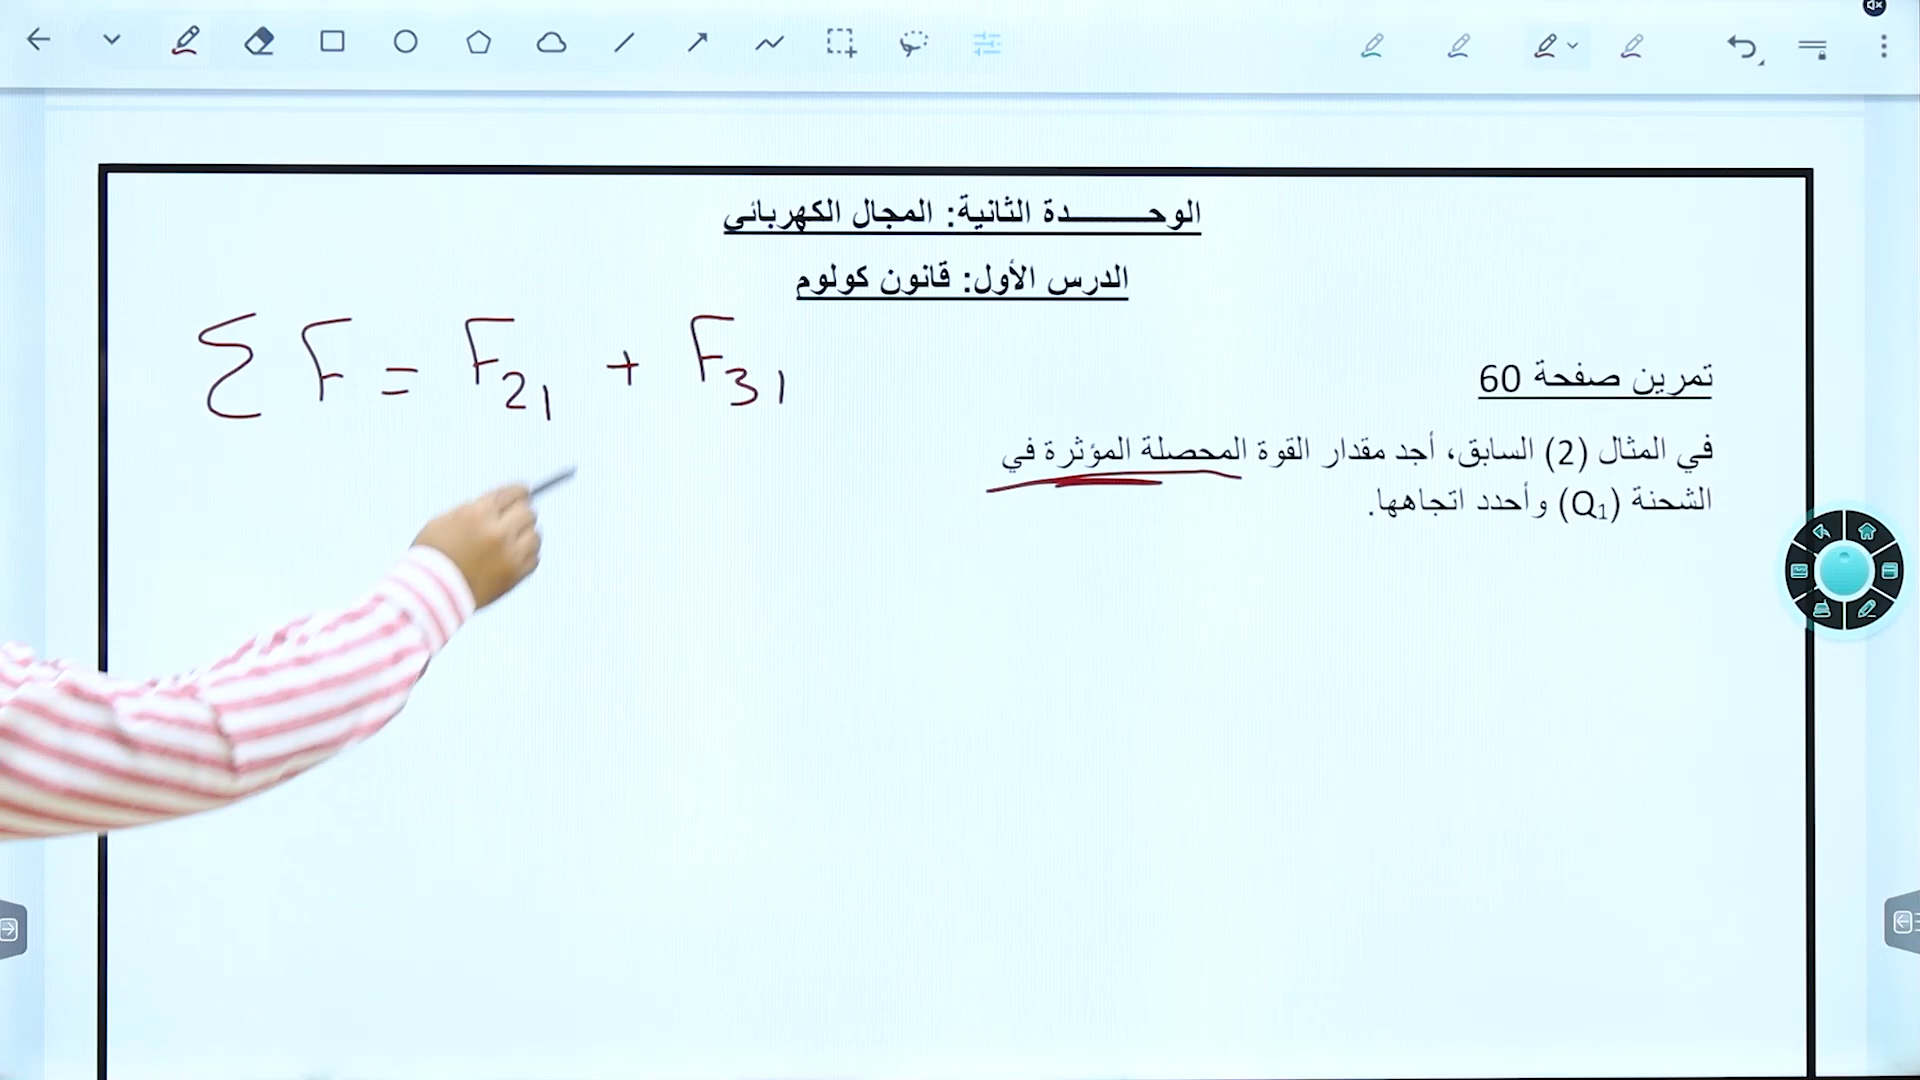 الوحـــــــدة الثانية: المجال الكهربائي
الدرس الأول: قانون كولوم
Σ F = F₂₁ + F₃₁
تمرين صفحة 60
في المثال (2) السابق، أجد مقدار القوة المحصلة المؤثرة في
الشحنة (Q₁) وأحدد اتجاهها.